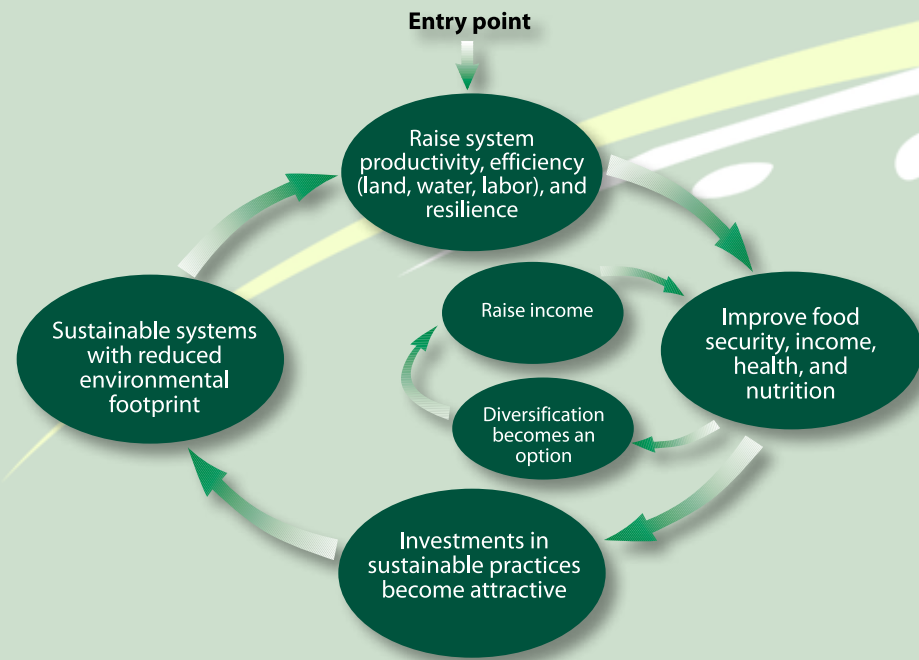 Entry point
Raise system
productivity, efficiency
(land, water, labor), and
resilience
Raise income
Improve food
security, income,
health, and
nutrition
Sustainable systems
with reduced
environmental
footprint
Diversification
becomes an
option
Investments in
sustainable practices
become attractive